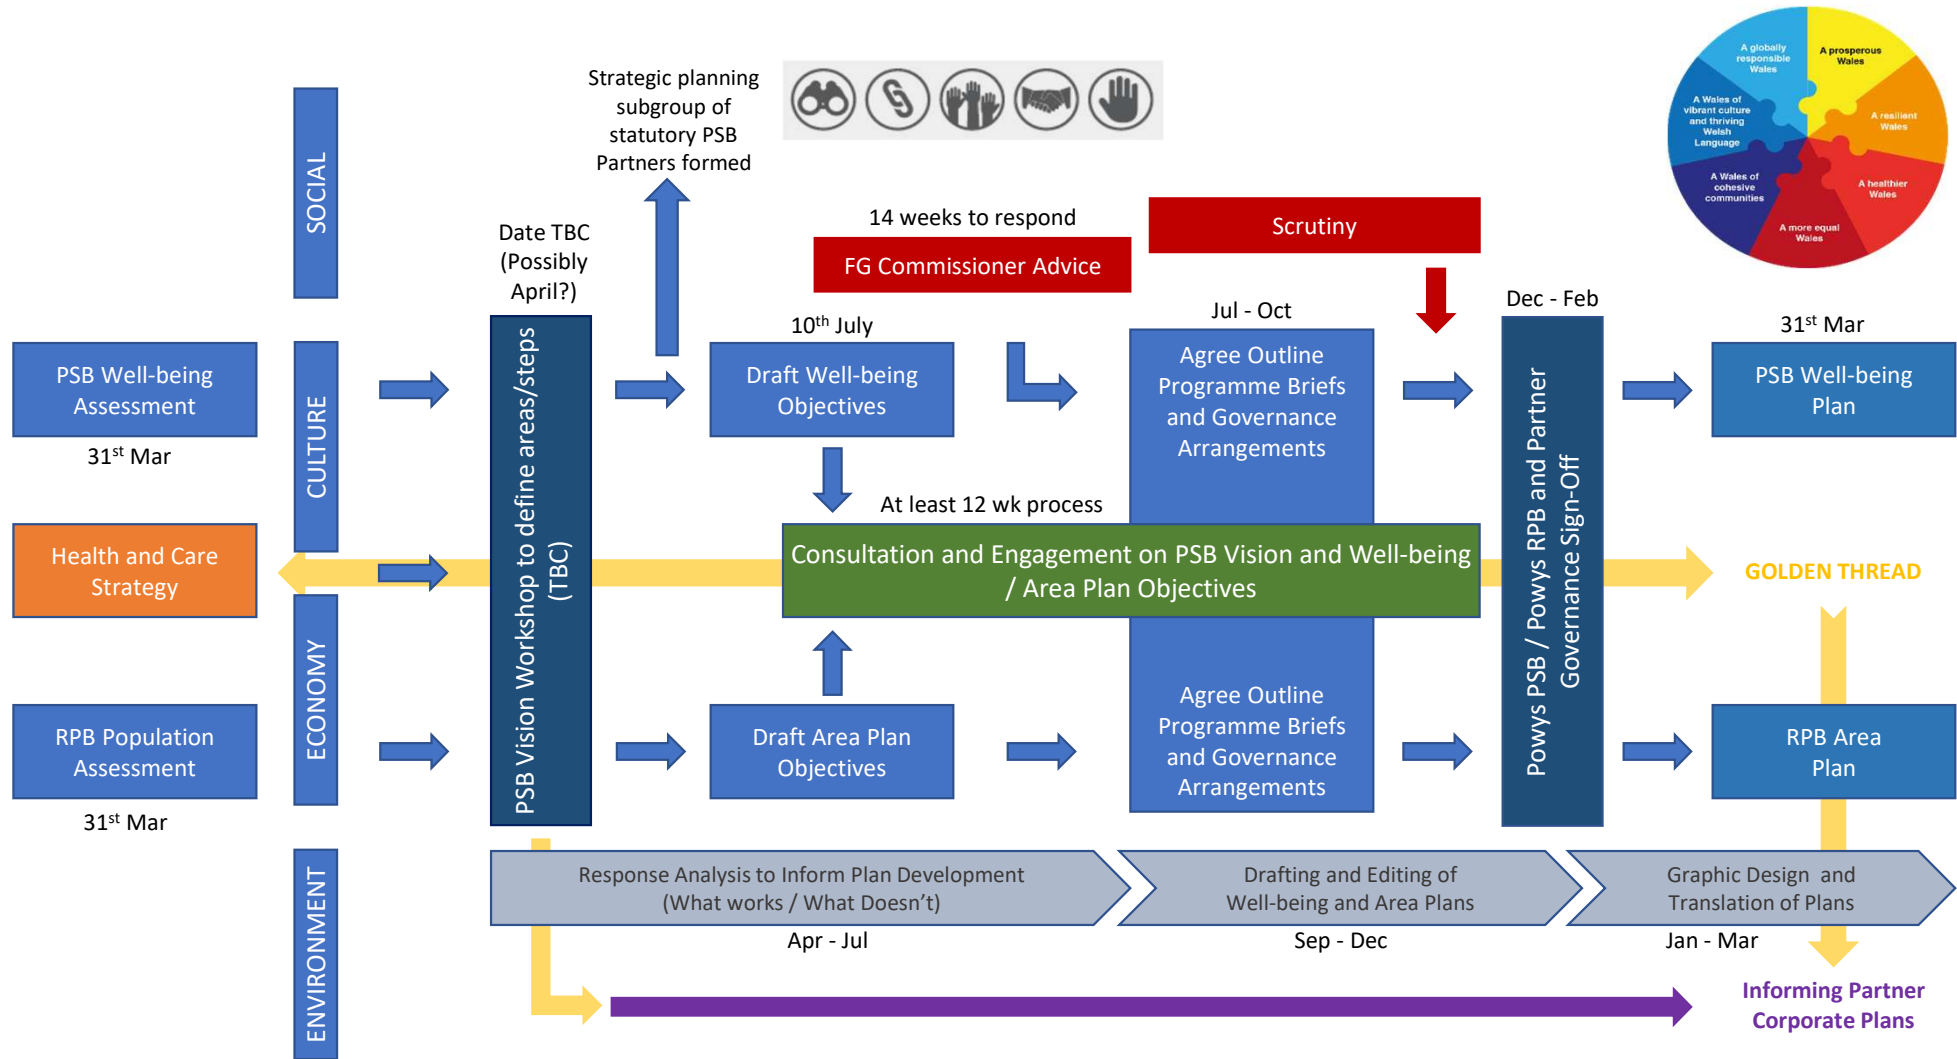 Strategic planning
subgroup of
statutory PSB
Partners formed
A globally
responsible
Wales
A prosperous
Wales
A resilient
Wales
A healthier
Wales
A more equal
Wales
A Wales of
cohesive
communities
A Wales of
vibrant culture
and thriving
Welsh
Language
SOCIAL
CULTURE
ECONOMY
ENVIRONMENT
PSB Well-being
Assessment
31st Mar
Health and Care
Strategy
RPB Population
Assessment
31st Mar
Date TBC
(Possibly
April?)
PSB Vision Workshop to define areas/steps
(TBC)
14 weeks to respond
FG Commissioner Advice
Scrutiny
10th July
Draft Well-being
Objectives
Jul - Oct
Agree Outline
Programme Briefs
and Governance
Arrangements
At least 12 wk process
Consultation and Engagement on PSB Vision and Well-being
/ Area Plan Objectives
Draft Area Plan
Objectives
Agree Outline
Programme Briefs
and Governance
Arrangements
Dec - Feb
Powys PSB / Powys RPB and Partner
Governance Sign-Off
31st Mar
PSB Well-being
Plan
GOLDEN THREAD
RPB Area
Plan
Response Analysis to Inform Plan Development
(What works / What Doesn’t)
Apr - Jul
Drafting and Editing of
Well-being and Area Plans
Sep - Dec
Graphic Design and
Translation of Plans
Jan - Mar
Informing Partner
Corporate Plans